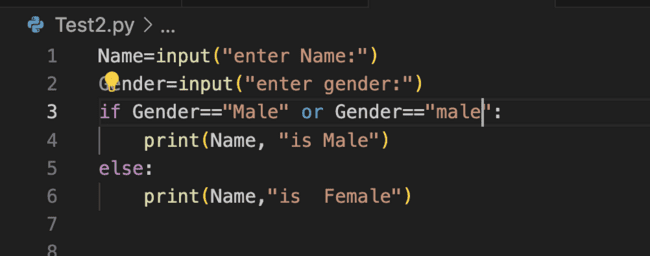 Test2.py > ...
1 Name=input("enter Name:")
2 Gender=input("enter gender:")
3 if Gender=="Male" or Gender=="male":
4 print(Name, "is Male")
5 else:
6 print(Name,"is  Female")
7
8